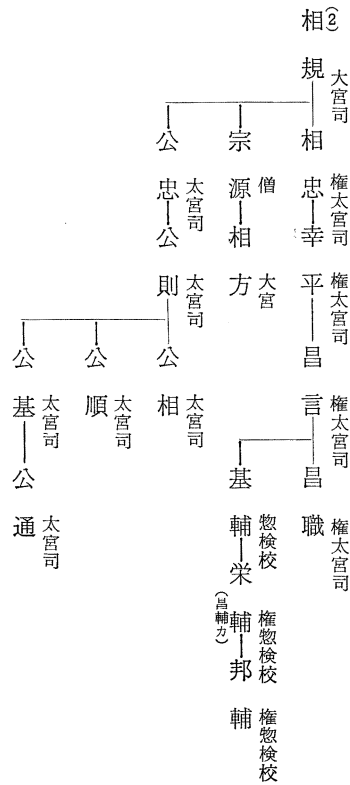 (2)
大宮司 権太宮司 権太宮司 権太宮司 権太宮司
相規 相忠 幸平 昌言 昌職
僧 大宮 惣検校 権惣検校 権惣検校
宗源 相方 基輔 栄輔 邦輔
(昌輔カ)
太宮司 太宮司 太宮司
公忠 公則 公相
太宮司
公順
太宮司 太宮司
公基 公通